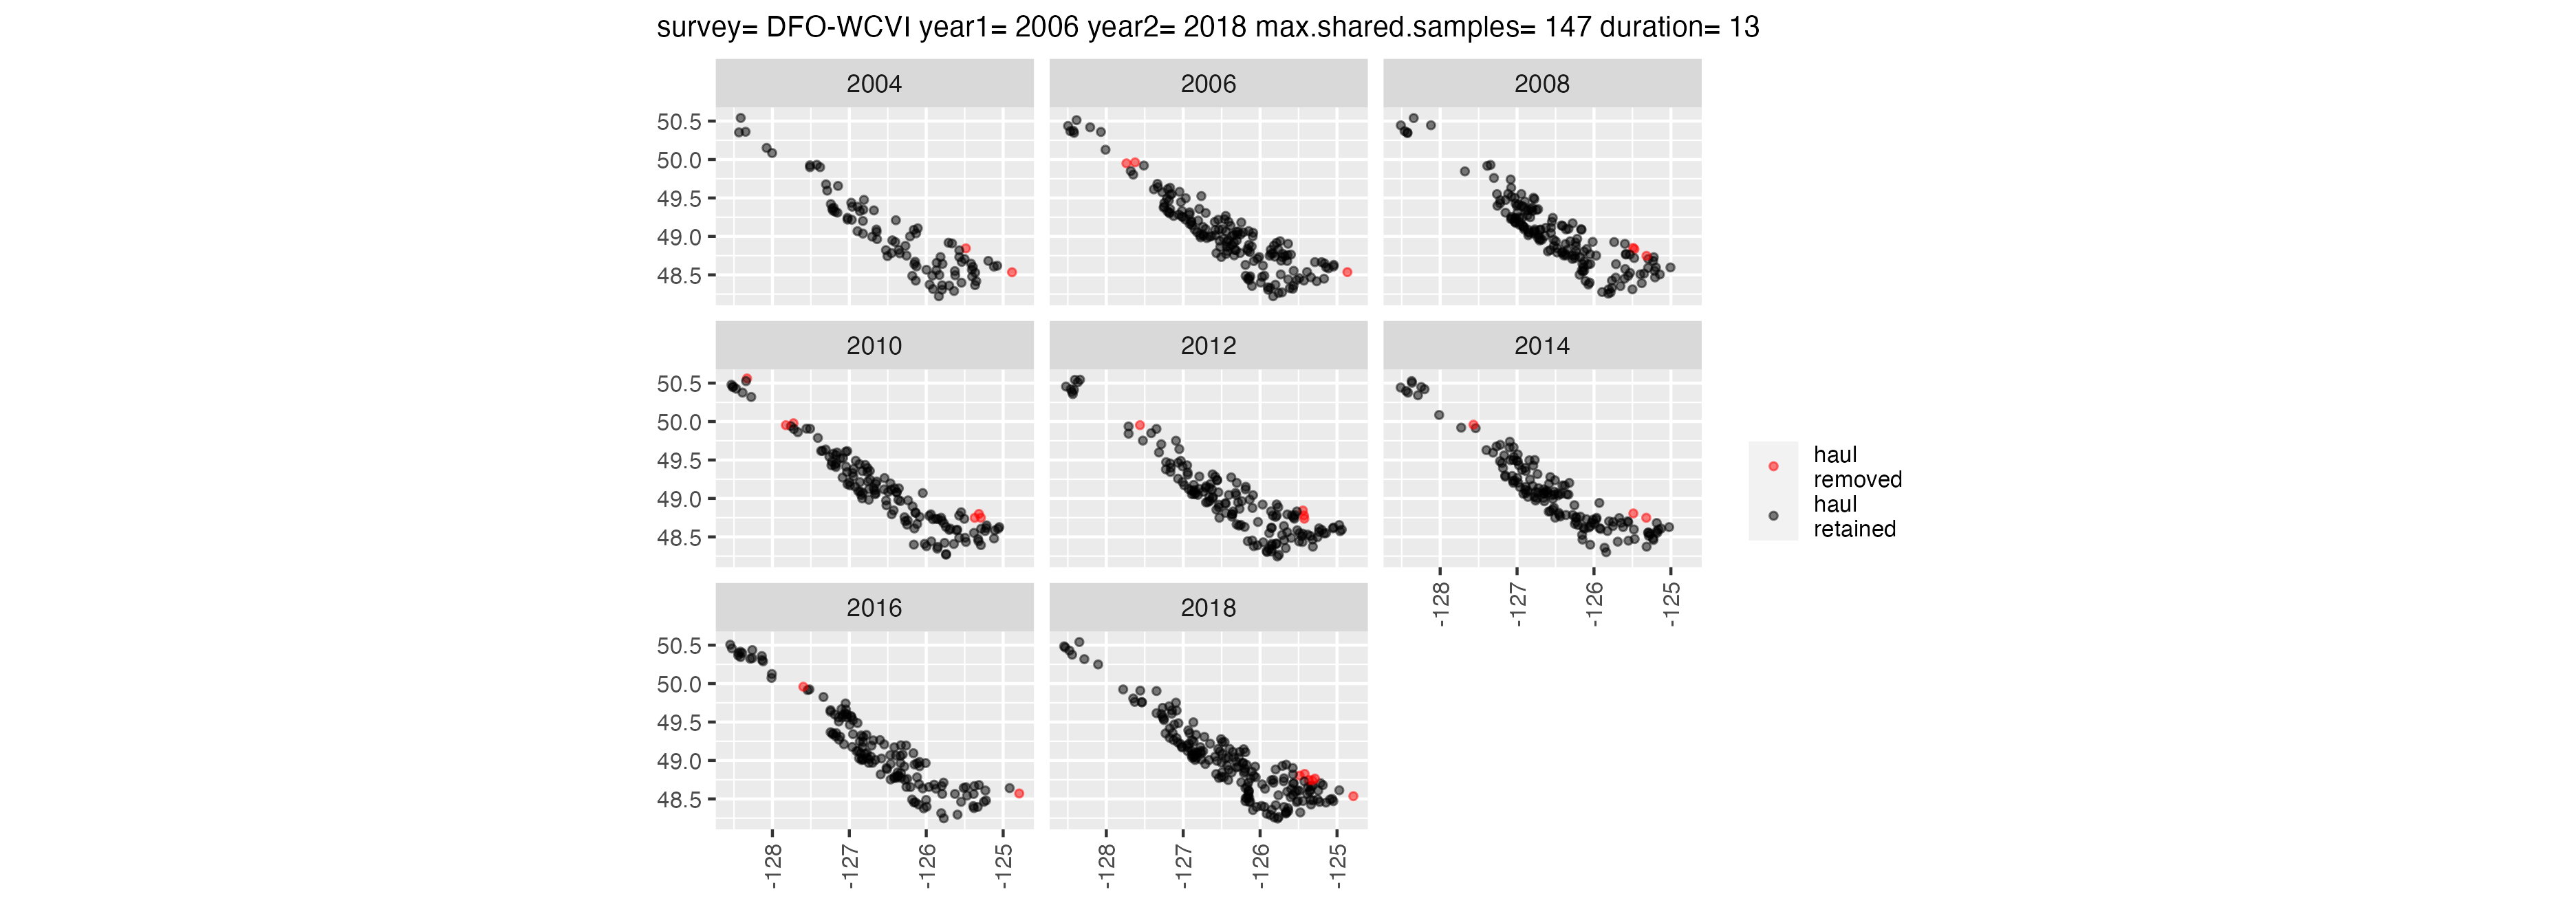 survey= DFO-WCVI year1= 2006 year2= 2018 max.shared.samples= 147 duration= 13
2004 2006 2008
50.5
50.0
49.5
49.0
48.5
2010 2012 2014
50.5
50.0
49.5
49.0
48.5
-128 -127 -126 -125
2016 2018
50.5
50.0
49.5
49.0
48.5
-128 -127 -126 -125 -128 -127 -126 -125
haul
removed
haul
retained